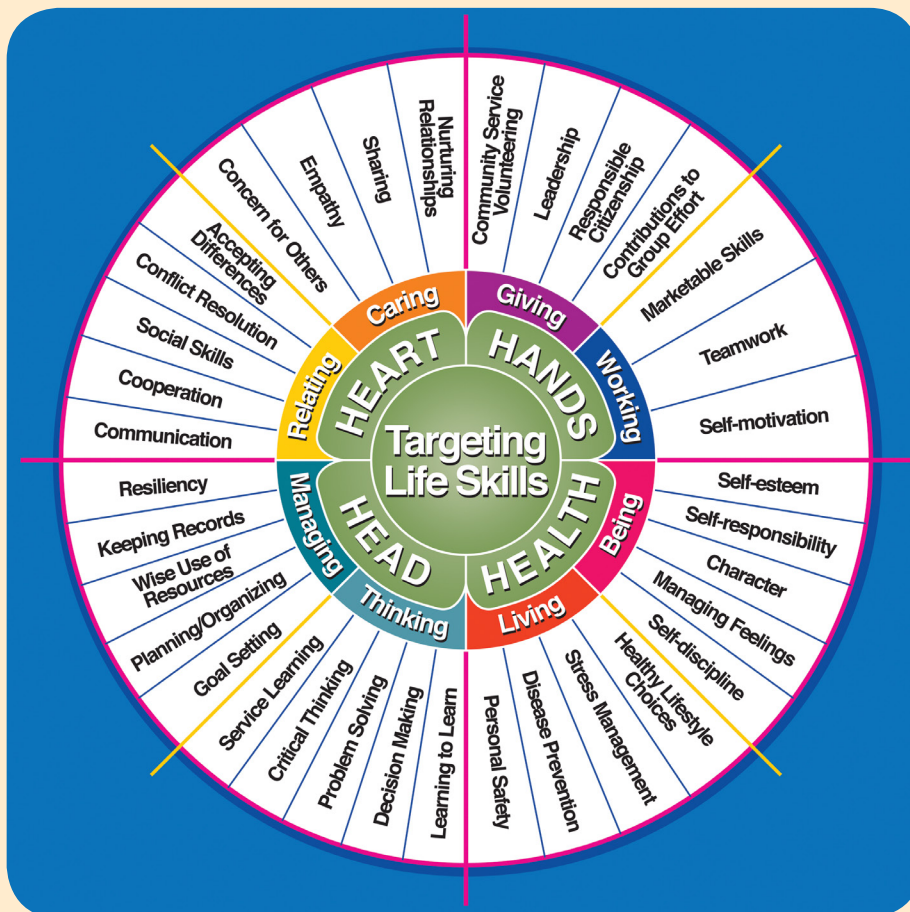 Targeting
Life Skills
HEART
HANDS
HEALTH
HEAD
Caring
Giving
Working
Being
Living
Thinking
Managing
Relating
Community Service
Volunteering
Leadership
Responsible
Citizenship
Contributions to
Group Effort
Marketable Skills
Teamwork
Self-motivation
Self-esteem
Self-responsibility
Character
Managing Feelings
Self-discipline
Healthy Lifestyle
Choices
Stress Management
Disease Prevention
Personal Safety
Learning to Learn
Decision Making
Problem Solving
Critical Thinking
Service Learning
Goal Setting
Planning/Organizing
Wise Use of
Resources
Keeping Records
Resiliency
Communication
Cooperation
Social Skills
Conflict Resolution
Accepting
Differences
Concern for Others
Empathy
Sharing
Nurturing
Relationships